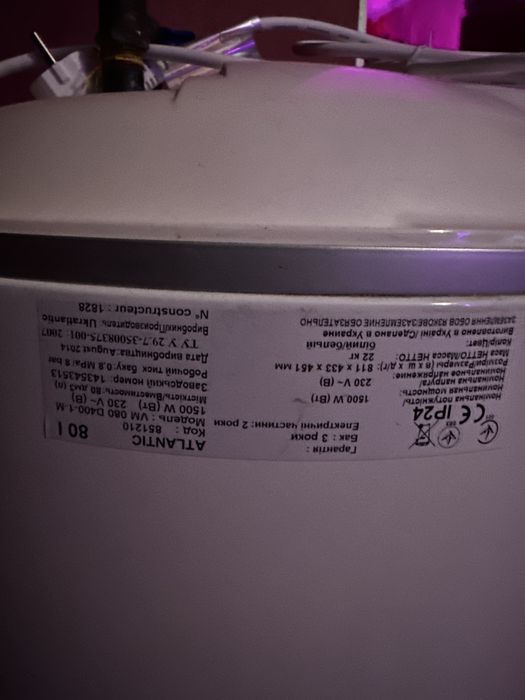 ATLANTIC 80 l
Код : 851210
Модель : VM 080 D400-1-M
1500 W (Вт) 230 V~ (В)
Місткість/Вместимость: 80 дм3 (л)
Заводский номер: 143543513
Робочий тиск баку: 0.8 MPa/ 8 bar
Дата виробництва: August 2014
ТУ У 29.7-35008375-001: 2007
Виробник/Производитель: Ukratlantic
N° constructeur : 1828
Гарантія :
Бак : 3 роки
Електричні частини: 2 роки
CE IP24
Номінальна потужність/
Номинальная мощность: 1500 W (Вт)
Номінальна напруга/
Номинальное напряжение: 230 V~ (В)
Розміри/Размеры (в x ш x д/г): 811 x 433 x 451 мм
Маса НЕТТО/Масса НЕТТО: 22 кг
Колір/Цвет: білий/белый
Виготовлено в Україні /Сделано в Украине
ЗАЗЕМЛЕННЯ ОБОВ'ЯЗКОВЕ/ЗАЗЕМЛЕНИЕ ОБЯЗАТЕЛЬНО